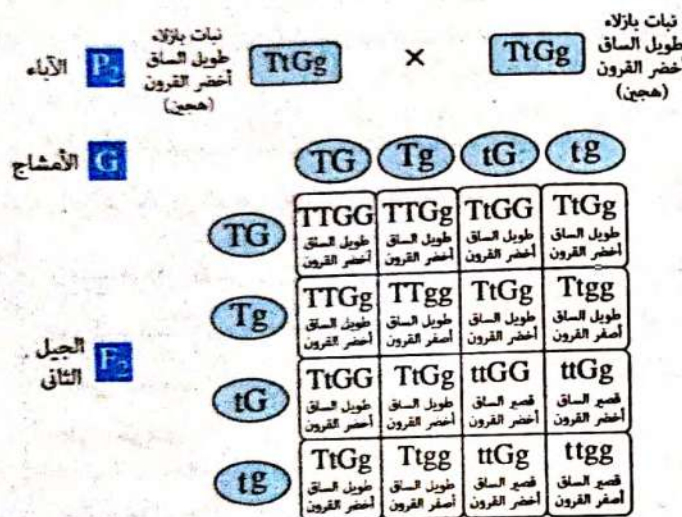 نبات بازلاء
طويل الساق
أخضر القرون
(هجين)
TtGg
×
TtGg
نبات بازلاء
طويل الساق
أخضر القرون
(هجين)
P₂ الآباء
G الأمشاج
TG Tg tG tg
TG
TTGG
طويل الساق
أخضر القرون
TTGg
طويل الساق
أخضر القرون
TtGG
طويل الساق
أخضر القرون
TtGg
طويل الساق
أخضر القرون
Tg
TTGg
طويل الساق
أخضر القرون
TTgg
طويل الساق
أصفر القرون
TtGg
طويل الساق
أخضر القرون
Ttgg
طويل الساق
أصفر القرون
F₂ الجيل
الثانى
tG
TtGG
طويل الساق
أخضر القرون
TtGg
طويل الساق
أخضر القرون
ttGG
قصير الساق
أخضر القرون
ttGg
قصير الساق
أخضر القرون
tg
TtGg
طويل الساق
أخضر القرون
Ttgg
طويل الساق
أصفر القرون
ttGg
قصير الساق
أخضر القرون
ttgg
قصير الساق
أصفر القرون